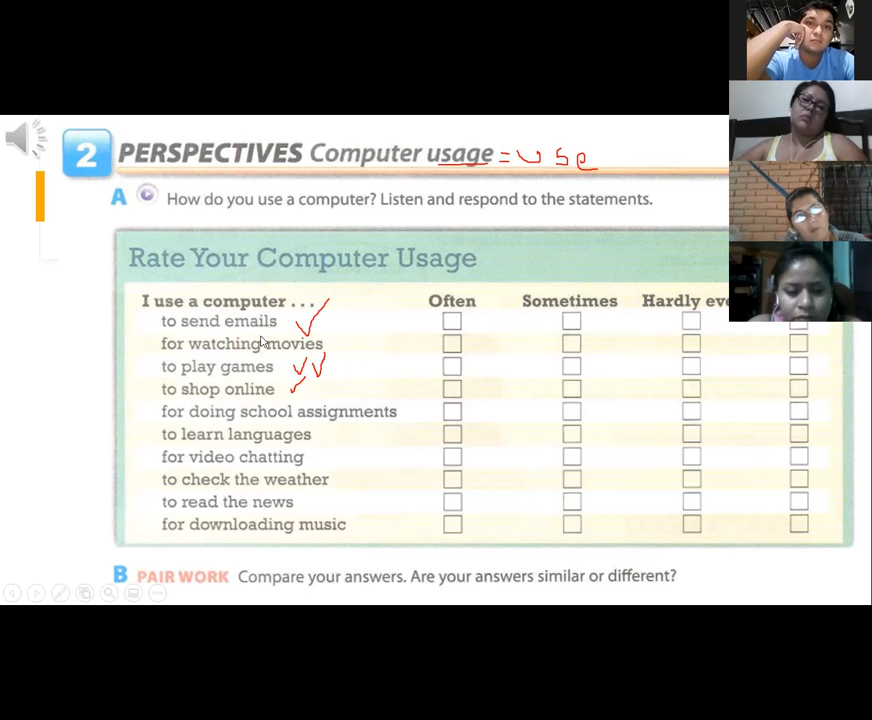 2 PERSPECTIVES Computer usage = use
A How do you use a computer? Listen and respond to the statements.
Rate Your Computer Usage
I use a computer . . . Often Sometimes Hardly
to send emails
for watching movies
to play games
to shop online
for doing school assignments
to learn languages
for video chatting
to check the weather
to read the news
for downloading music
B PAIR WORK Compare your answers. Are your answers similar or different?